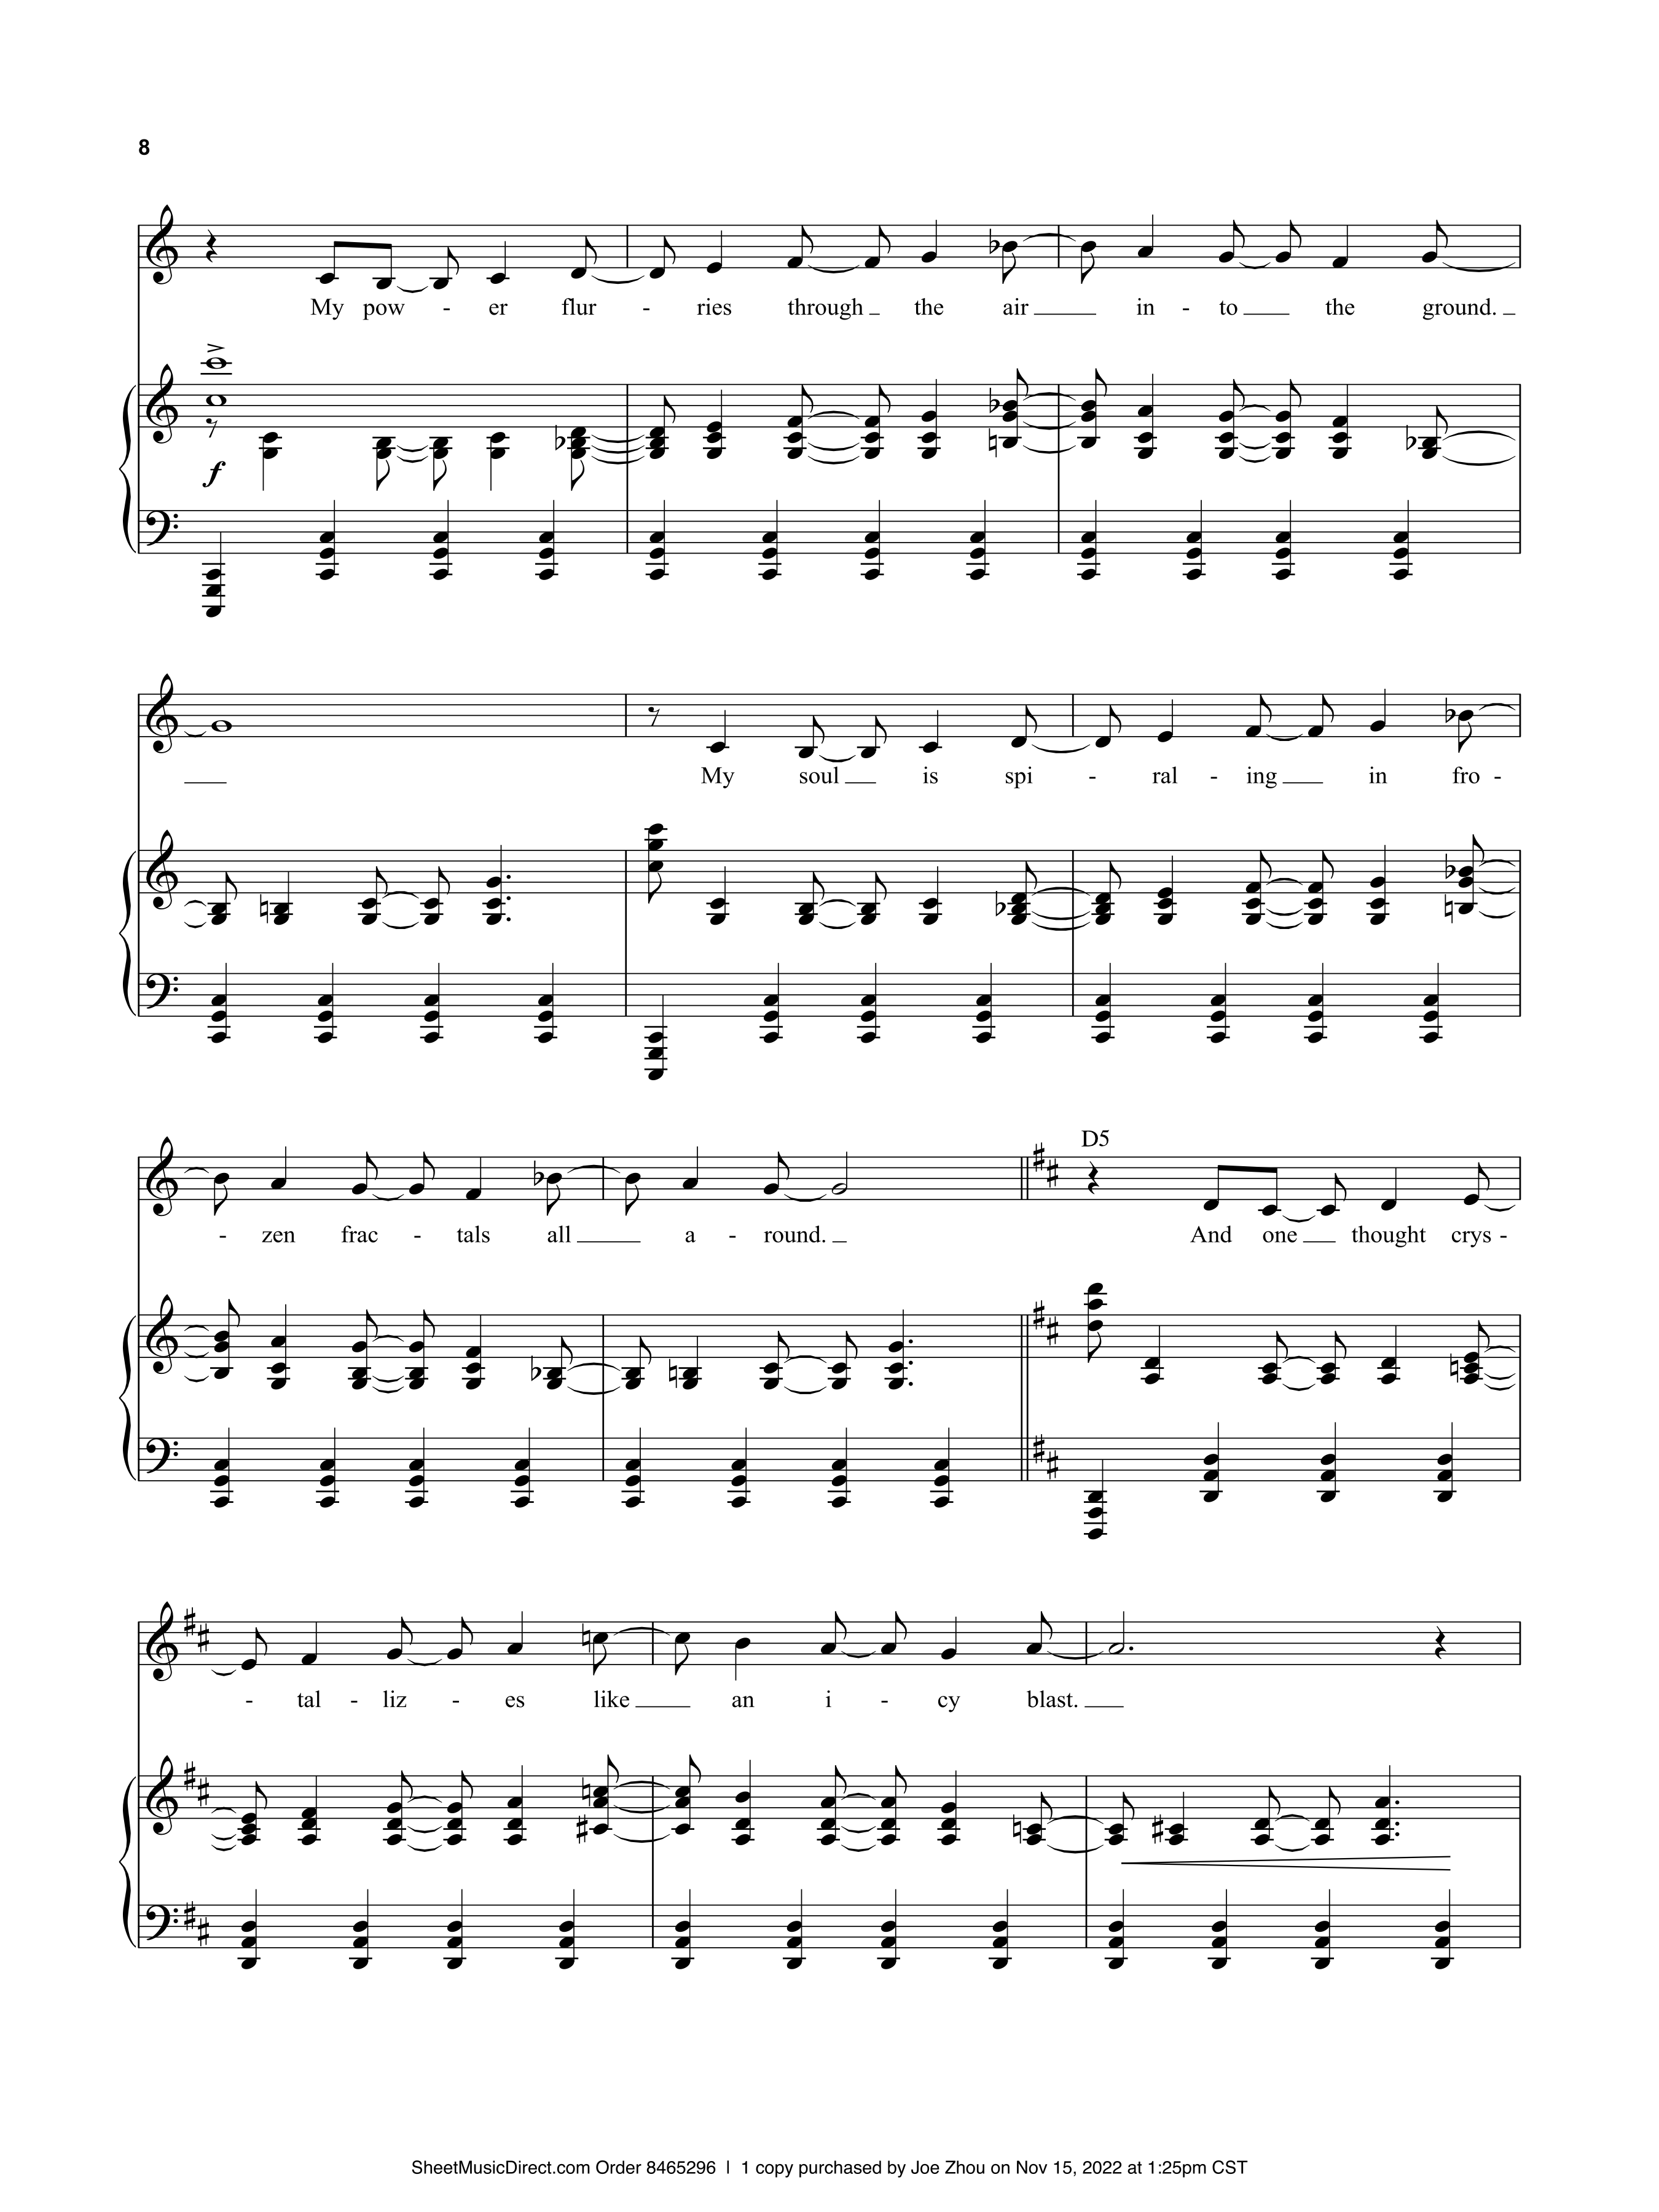 8
My pow - er flur - ries through the air in - to the ground.
f
My soul is spi - ral - ing in fro -
D5
- zen frac - tals all a - round. And one thought crys -
- tal - liz - es like an i - cy blast.
SheetMusicDirect.com Order 8465296 | 1 copy purchased by Joe Zhou on Nov 15, 2022 at 1:25pm CST